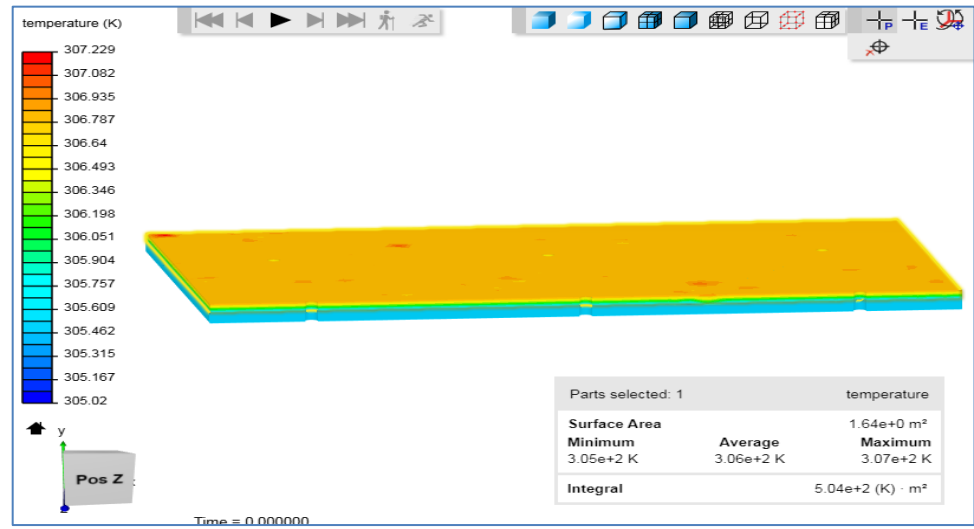 temperature (K)
307.229
307.082
306.935
306.787
306.64
306.493
306.346
306.198
306.051
305.904
305.757
305.609
305.462
305.315
305.167
305.02
P
E
x
y
Pos Z
Parts selected: 1 temperature
Surface Area 1.64e+0 m²
Minimum Average Maximum
3.05e+2 K 3.06e+2 K 3.07e+2 K
Integral 5.04e+2 (K) · m²
Time = 0.000000